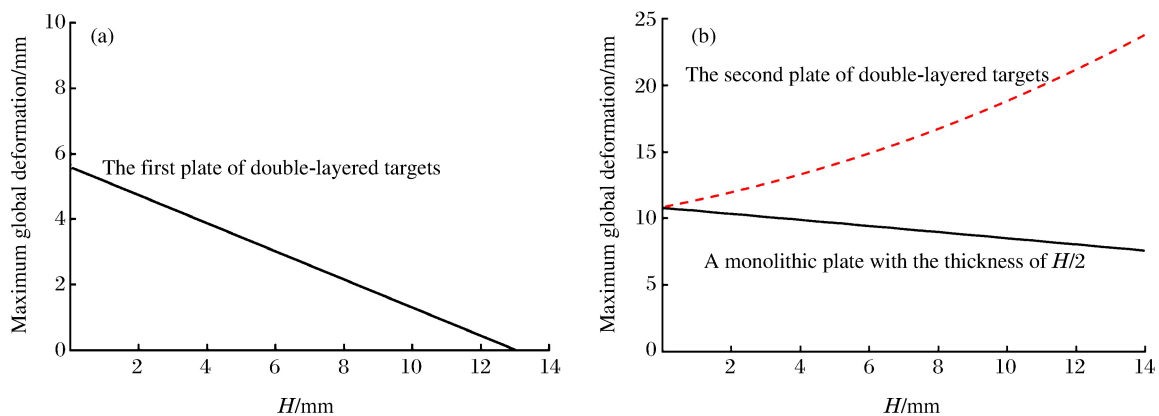 (a)
Maximum global deformation/mm
10
8
6
4
2
0
The first plate of double-layered targets
2 4 6 8 10 12 14
H/mm
(b)
Maximum global deformation/mm
25
20
15
10
5
0
The second plate of double-layered targets
A monolithic plate with the thickness of H/2
2 4 6 8 10 12 14
H/mm